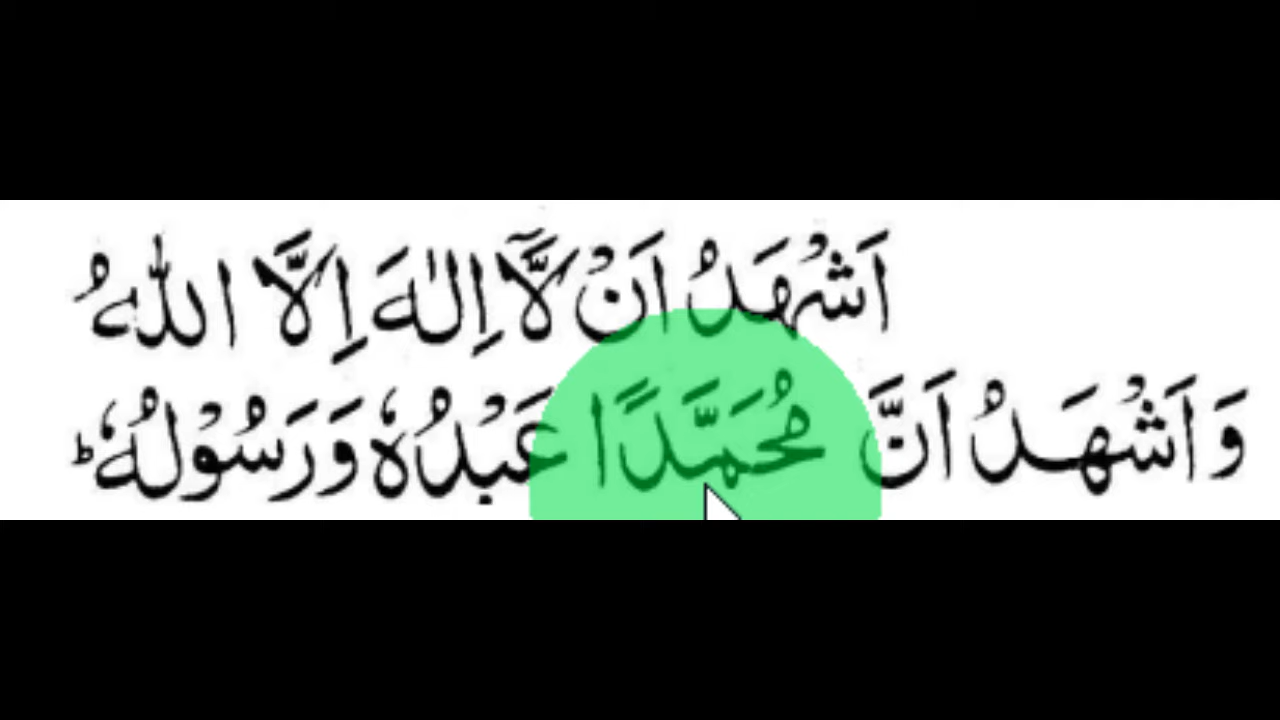 اَشْهَدُ اَنْ لَّآ اِلٰهَ اِلَّا اللّٰهُ
وَاَشْهَدُ اَنَّ مُحَمَّدًا عَبْدُهٗ وَرَسُوْلُهٗؕ